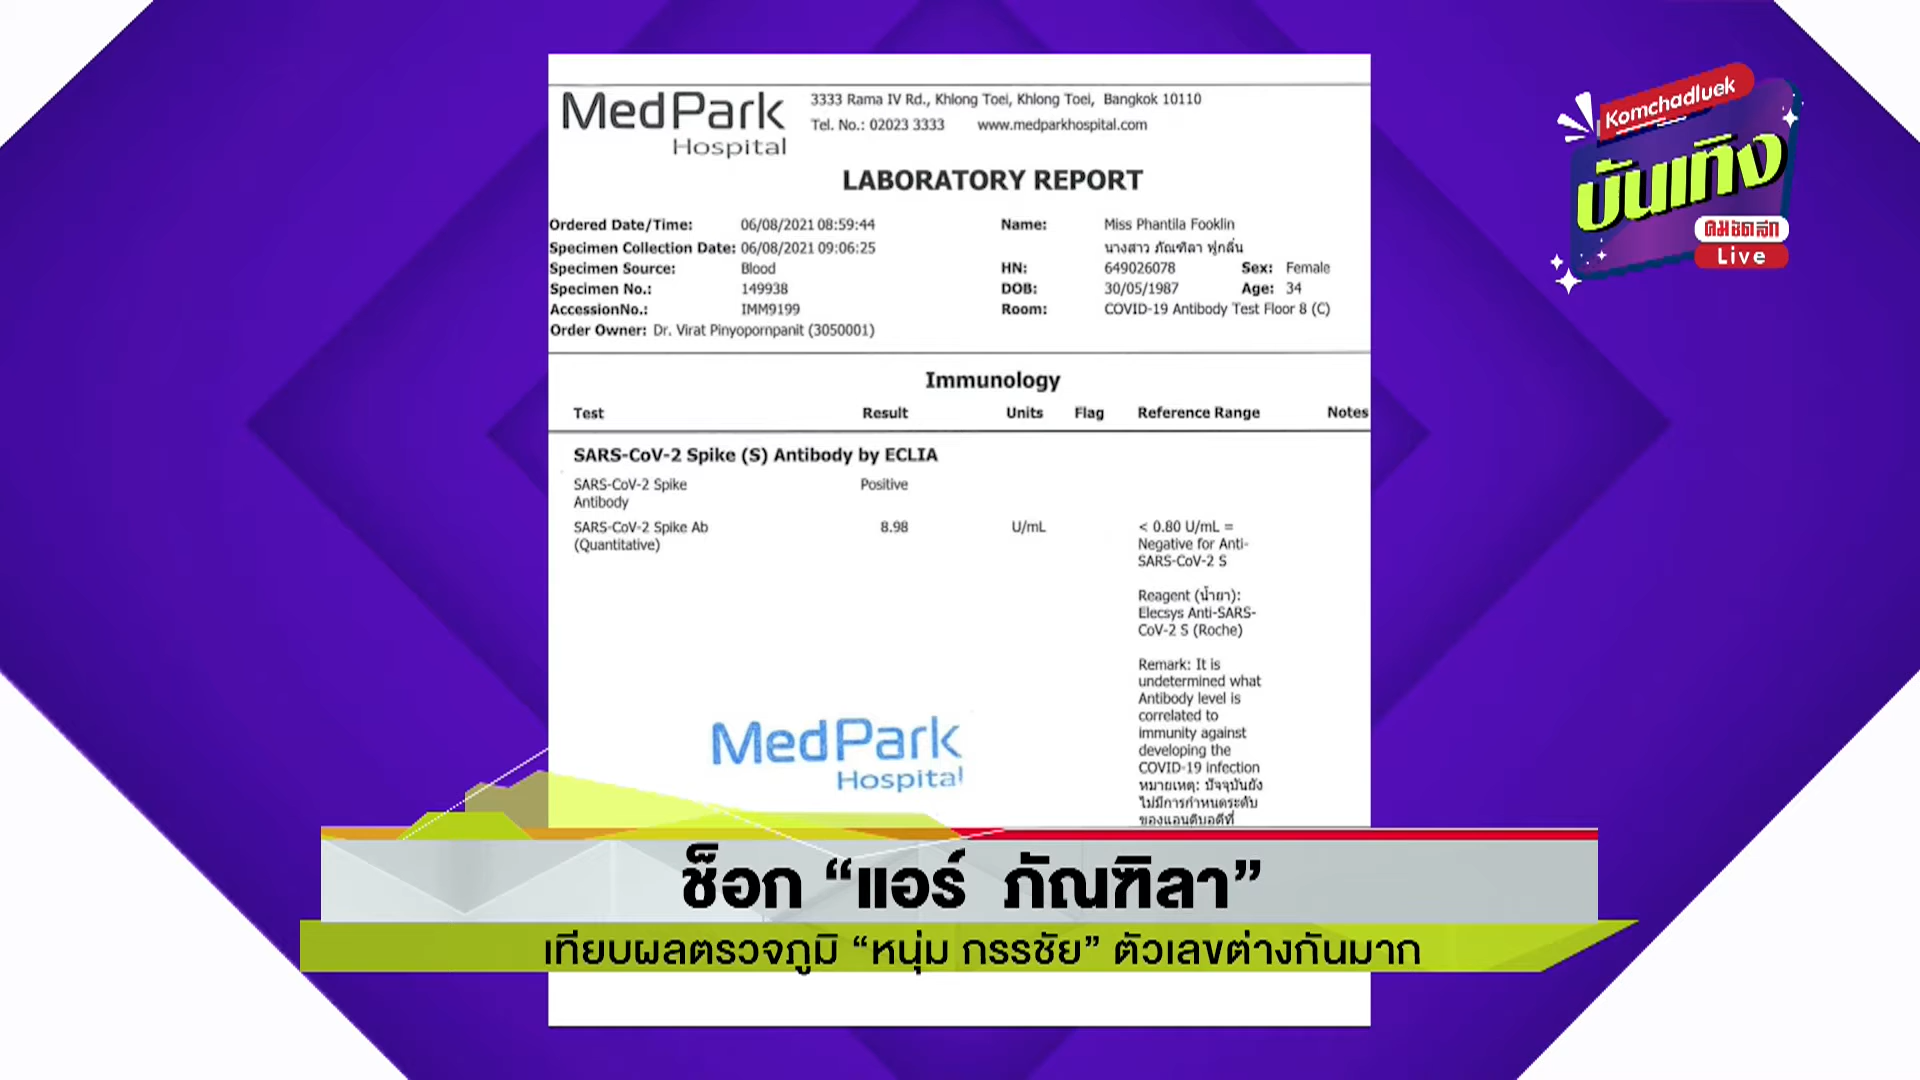 MedPark
Hospital
3333 Rama IV Rd., Khlong Toei, Khlong Toei, Bangkok 10110
Tel. No.: 02023 3333 www.medparkhospital.com
LABORATORY REPORT
Ordered Date/Time: 06/08/2021 08:59:44 Name: Miss Phantila Fooklin
Specimen Collection Date: 06/08/2021 09:06:25 นางสาว ภัณฑิลา ฟูกลิ่น
Specimen Source: Blood HN: 649026078 Sex: Female
Specimen No.: 149938 DOB: 30/05/1987 Age: 34
AccessionNo.: IMM9199 Room: COVID-19 Antibody Test Floor 8 (C)
Order Owner: Dr. Virat Pinyopornpanit (3050001)
Immunology
Test Result Units Flag Reference Range Notes
SARS-CoV-2 Spike (S) Antibody by ECLIA
SARS-CoV-2 Spike Positive
Antibody
SARS-CoV-2 Spike Ab 8.98 U/mL < 0.80 U/mL =
(Quantitative) Negative for Anti-
SARS-CoV-2 S
Reagent (น้ำยา):
Elecsys Anti-SARS-
CoV-2 S (Roche)
Remark: It is
undetermined what
Antibody level is
correlated to
immunity against
developing the
COVID-19 infection
หมายเหตุ: ปัจจุบันยัง
ไม่มีการกำหนดระดับ
ของแอนติบอดีที่
MedPark
Hospital
Komchadluek
บันเทิง
คมชัดลึก
Live
ช็อก “แอร์ ภัณฑิลา”
เทียบผลตรวจภูมิ “หนุ่ม กรรชัย” ตัวเลขต่างกันมาก